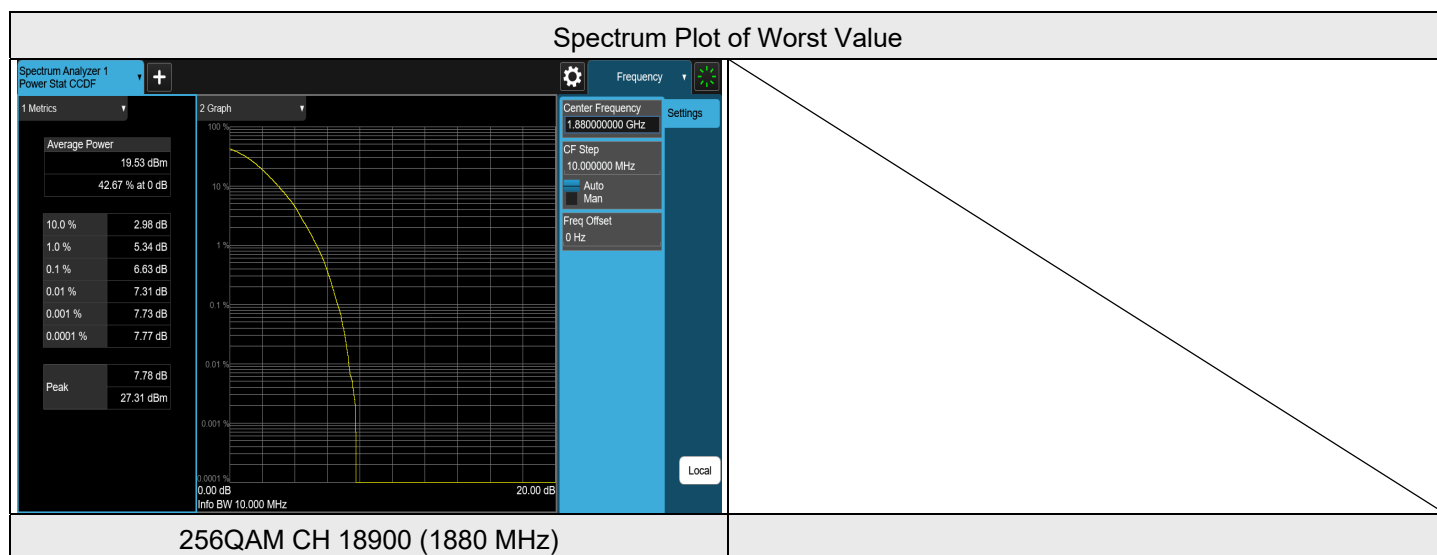 Spectrum Plot of Worst Value
Spectrum Analyzer 1
Power Stat CCDF
Frequency
1 Metrics
2 Graph
Average Power
19.53 dBm
42.67 % at 0 dB
10.0 % 2.98 dB
1.0 % 5.34 dB
0.1 % 6.63 dB
0.01 % 7.31 dB
0.001 % 7.73 dB
0.0001 % 7.77 dB
Peak
7.78 dB
27.31 dBm
100 %
10 %
1 %
0.1 %
0.01 %
0.001 %
0.0001 %
0.00 dB 20.00 dB
Info BW 10.000 MHz
Center Frequency
1.880000000 GHz
CF Step
10.000000 MHz
Auto
Man
Freq Offset
0 Hz
Settings
Local
256QAM CH 18900 (1880 MHz)